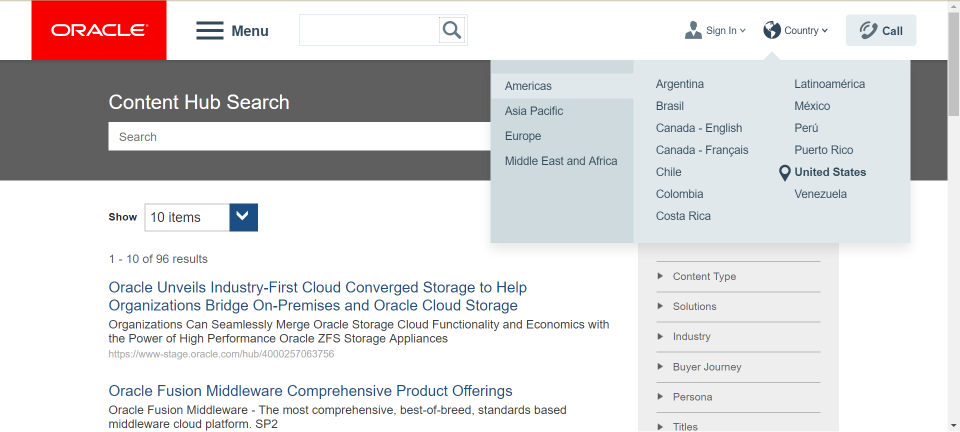 ORACLE
Menu
Sign In
Country
Call
Content Hub Search
Search
Americas
Asia Pacific
Europe
Middle East and Africa
Argentina
Brasil
Canada - English
Canada - Français
Chile
Colombia
Costa Rica
Latinoamérica
México
Perú
Puerto Rico
United States
Venezuela
Show
10 items
1 - 10 of 96 results
Oracle Unveils Industry-First Cloud Converged Storage to Help
Organizations Bridge On-Premises and Oracle Cloud Storage
Organizations Can Seamlessly Merge Oracle Storage Cloud Functionality and Economics with
the Power of High Performance Oracle ZFS Storage Appliances
https://www-stage.oracle.com/hub/4000257063756
Oracle Fusion Middleware Comprehensive Product Offerings
Oracle Fusion Middleware - The most comprehensive, best-of-breed, standards based
middleware cloud platform. SP2
Content Type
Solutions
Industry
Buyer Journey
Persona
Titles